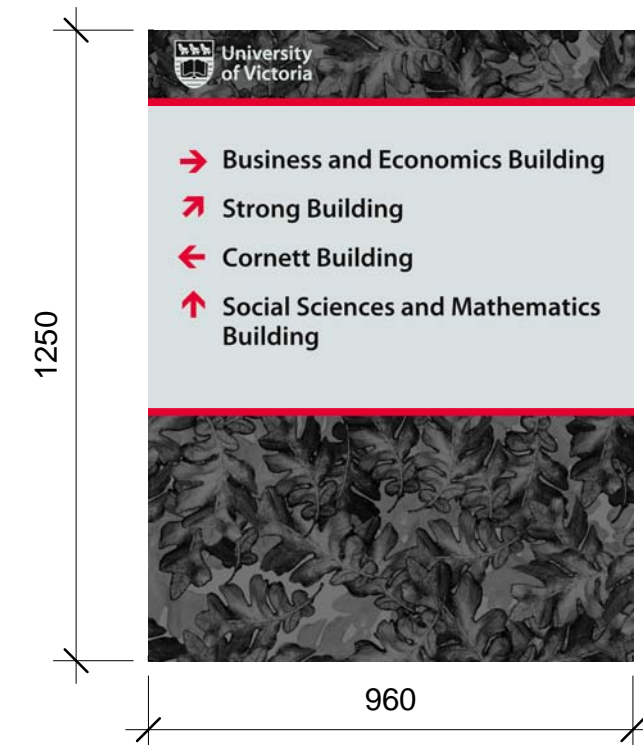 University
of Victoria
Business and Economics Building
Strong Building
Cornett Building
Social Sciences and Mathematics
Building
1250
960